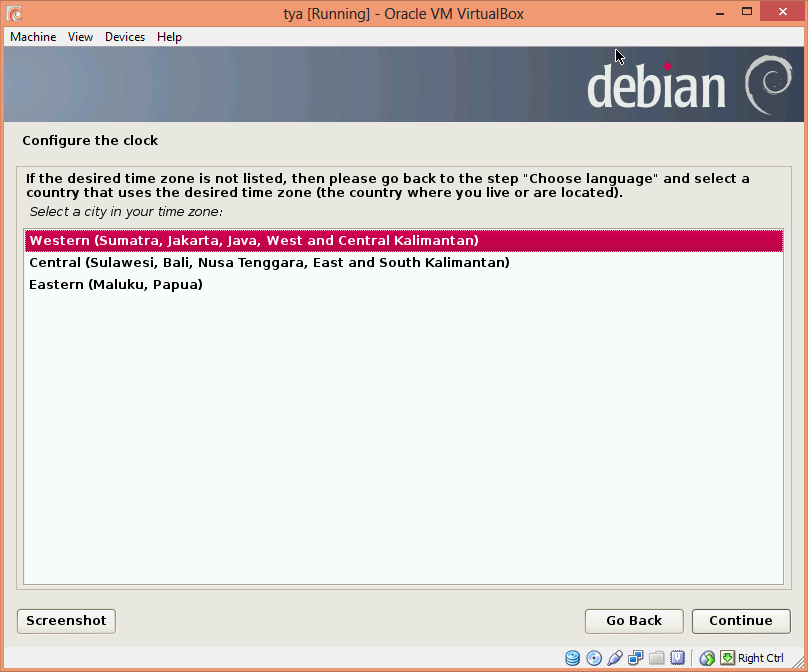 tya [Running] - Oracle VM VirtualBox
Machine View Devices Help
debian
Configure the clock
If the desired time zone is not listed, then please go back to the step "Choose language" and select a
country that uses the desired time zone (the country where you live or are located).
Select a city in your time zone:
Western (Sumatra, Jakarta, Java, West and Central Kalimantan)
Central (Sulawesi, Bali, Nusa Tenggara, East and South Kalimantan)
Eastern (Maluku, Papua)
Screenshot Go Back Continue
Right Ctrl